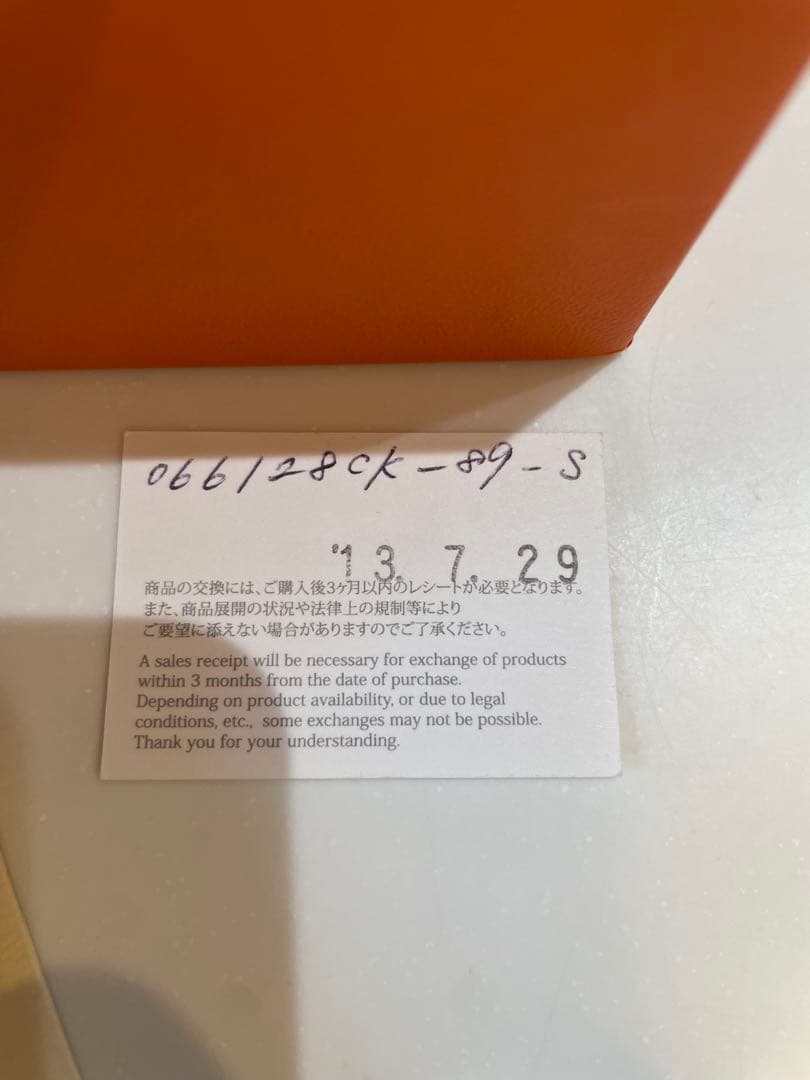 066128CK-89-S
'13. 7. 29
商品の交換には、ご購入後3ヶ月以内のレシートが必要となります。
また、商品展開の状況や法律上の規制等により
ご要望に添えない場合がありますのでご了承ください。
A sales receipt will be necessary for exchange of products
within 3 months from the date of purchase.
Depending on product availability, or due to legal
conditions, etc., some exchanges may not be possible.
Thank you for your understanding.